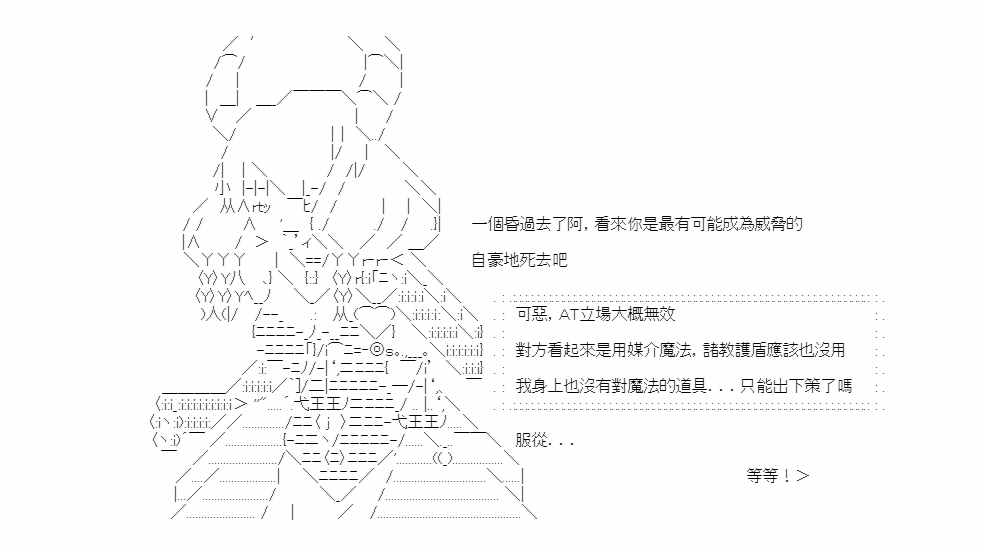 一個昏過去了阿, 看來你是最有可能成為威脅的
自豪地死去吧
可惡, AT立場大概無效
對方看起來是用媒介魔法, 諸教護盾應該也沒用
我身上也沒有對魔法的道具. . . 只能出下策了嗎
服從. . .
等等！＞